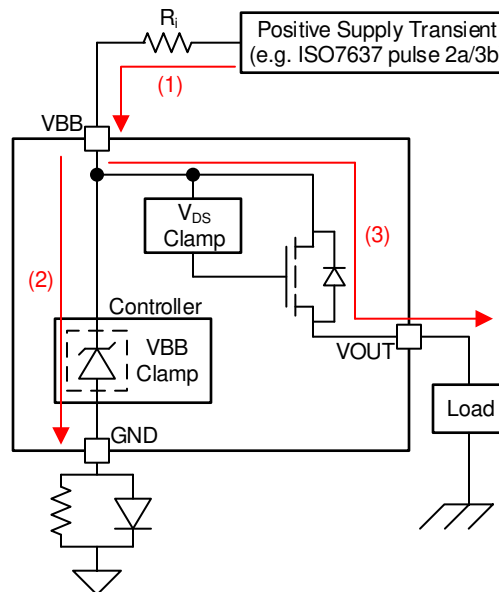 Ri
Positive Supply Transient
(e.g. ISO7637 pulse 2a/3b
(1)
VBB
VDS
Clamp
(3)
(2)
Controller
VBB
Clamp
VOUT
GND
Load